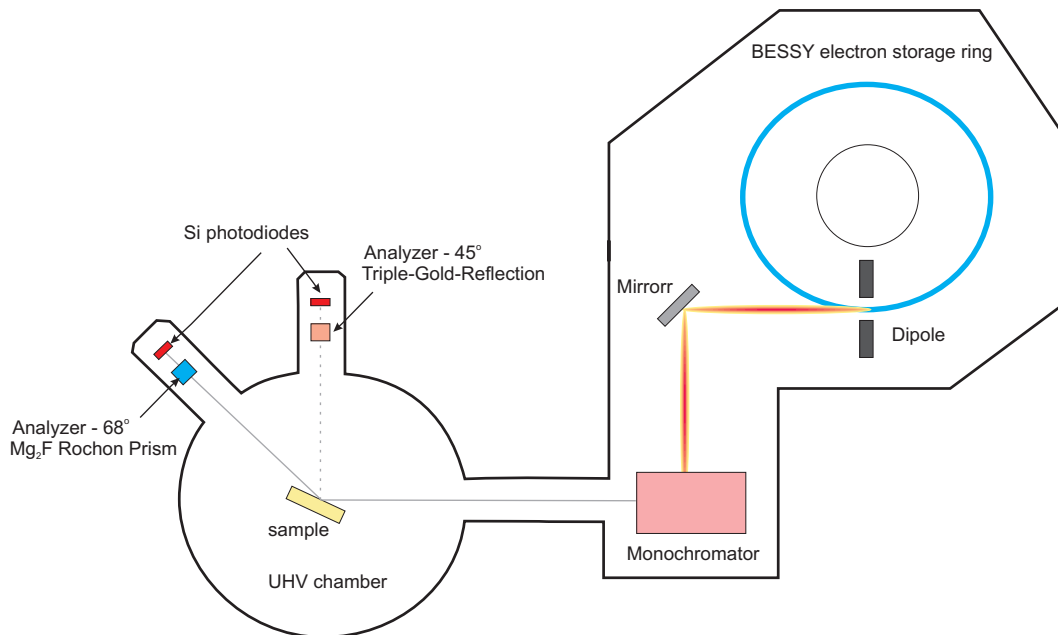 BESSY electron storage ring
Si photodiodes
Analyzer - 45°
Triple-Gold-Reflection
Mirrorr
Dipole
Analyzer - 68°
Mg₂F Rochon Prism
sample
Monochromator
UHV chamber